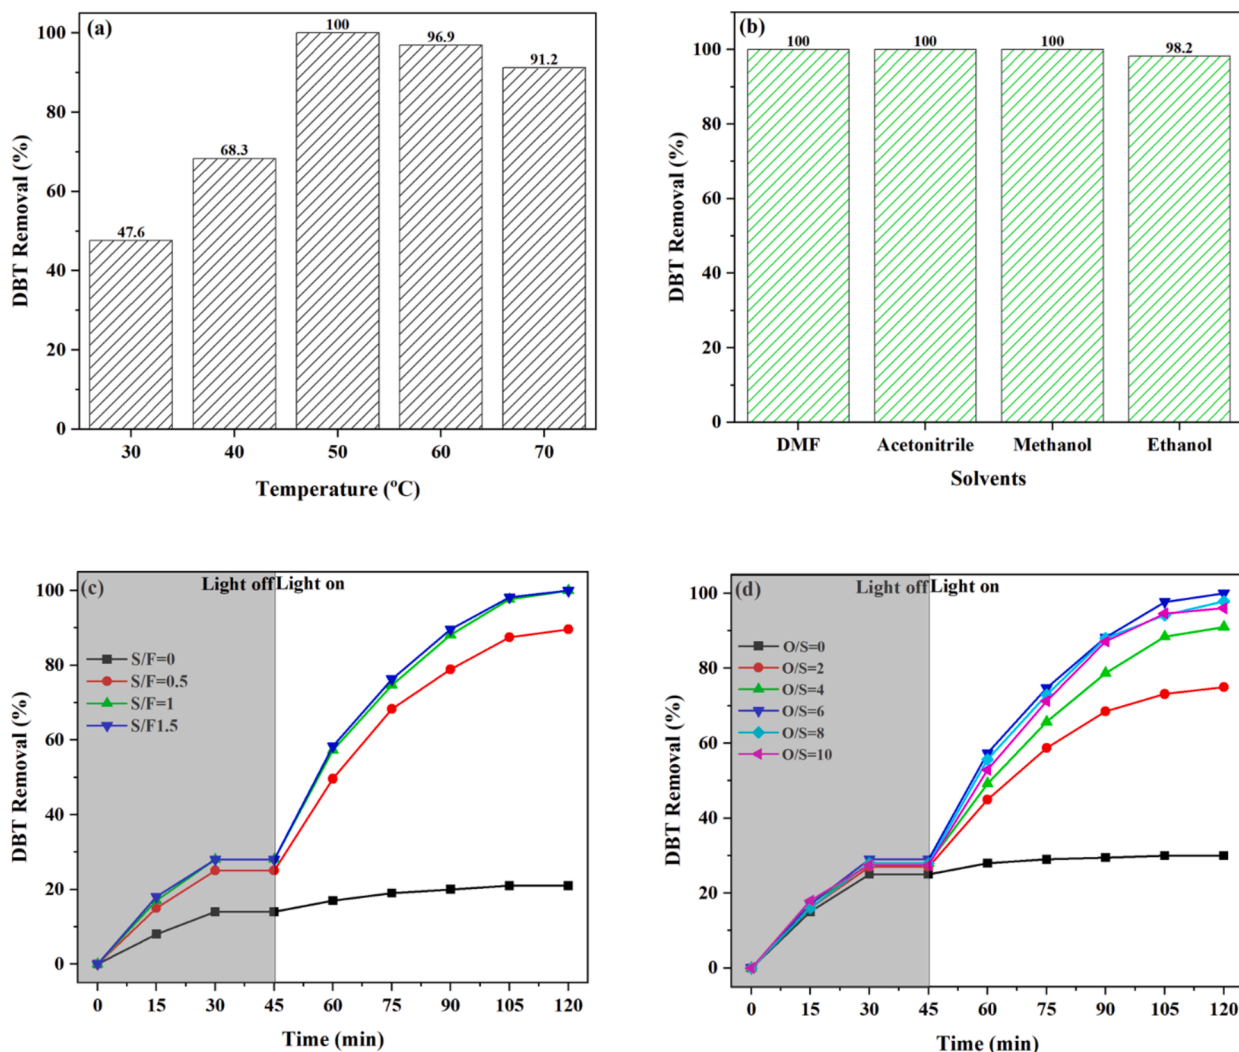 (a)
DBT Removal (%)
100
80
60
40
20
0
47.6
68.3
100
96.9
91.2
30 40 50 60 70
Temperature (ºC)
(b)
DBT Removal (%)
100
80
60
40
20
0
100
100
100
98.2
DMF Acetonitrile Methanol Ethanol
Solvents
(c)
Light off Light on
DBT Removal (%)
100
80
60
40
20
0
S/F=0
S/F=0.5
S/F=1
S/F1.5
0 15 30 45 60 75 90 105 120
Time (min)
(d)
Light off Light on
DBT Removal (%)
100
80
60
40
20
0
O/S=0
O/S=2
O/S=4
O/S=6
O/S=8
O/S=10
0 15 30 45 60 75 90 105 120
Time (min)